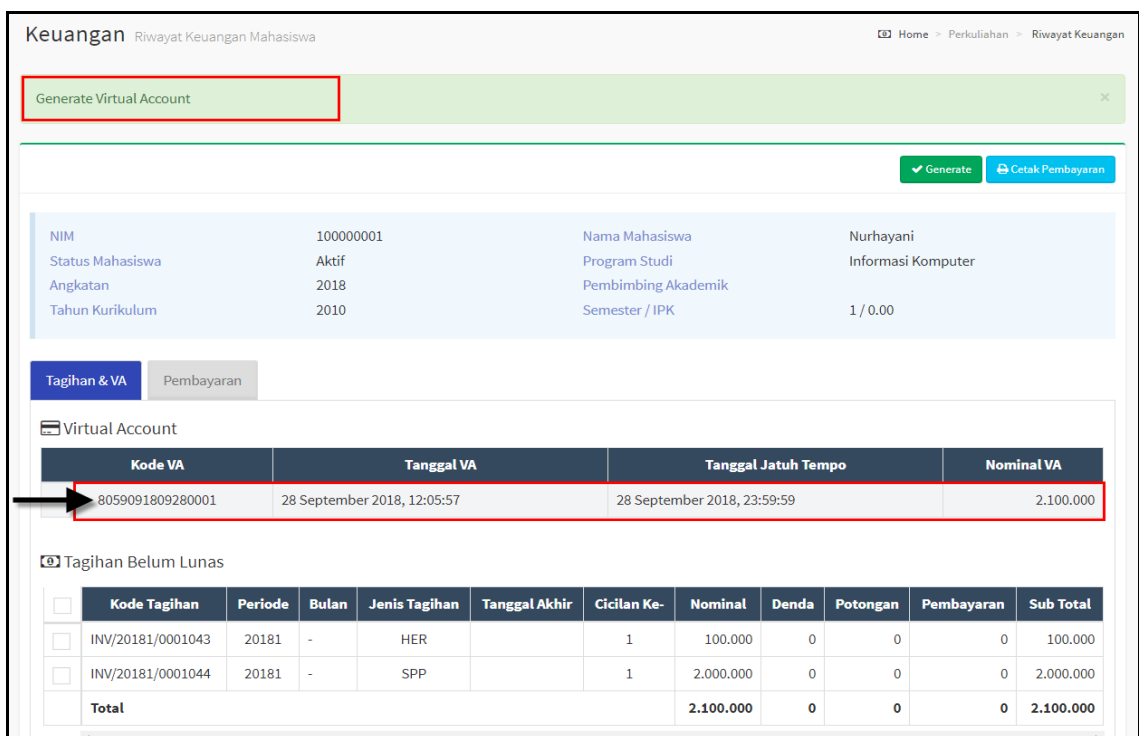 Keuangan Riwayat Keuangan Mahasiswa Home > Perkuliahan > Riwayat Keuangan
Generate Virtual Account ×
Generate Cetak Pembayaran
NIM 100000001 Nama Mahasiswa Nurhayani
Status Mahasiswa Aktif Program Studi Informasi Komputer
Angkatan 2018 Pembimbing Akademik
Tahun Kurikulum 2010 Semester / IPK 1 / 0.00
Tagihan & VA Pembayaran
Virtual Account
Kode VA Tanggal VA Tanggal Jatuh Tempo Nominal VA
8059091809280001 28 September 2018, 12:05:57 28 September 2018, 23:59:59 2.100.000
Tagihan Belum Lunas
Kode Tagihan Periode Bulan Jenis Tagihan Tanggal Akhir Cicilan Ke- Nominal Denda Potongan Pembayaran Sub Total
INV/20181/0001043 20181 - HER 1 100.000 0 0 0 100.000
INV/20181/0001044 20181 - SPP 1 2.000.000 0 0 0 2.000.000
Total 2.100.000 0 0 0 2.100.000